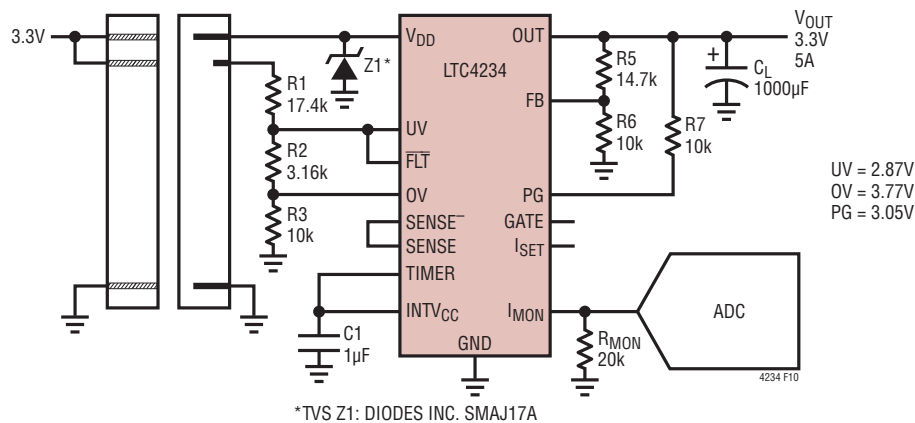 3.3V
V_DD
OUT
V_OUT
3.3V
5A
Z1*
LTC4234
R5
14.7k
+
C_L
1000µF
R1
17.4k
FB
UV
R6
10k
R7
10k
R2
3.16k
F̅L̅T̅
UV = 2.87V
OV = 3.77V
PG = 3.05V
OV
PG
R3
10k
SENSE⁻
GATE
SENSE
I_SET
TIMER
ADC
INTV_CC
I_MON
C1
1µF
GND
R_MON
20k
4234 F10
*TVS Z1: DIODES INC. SMAJ17A